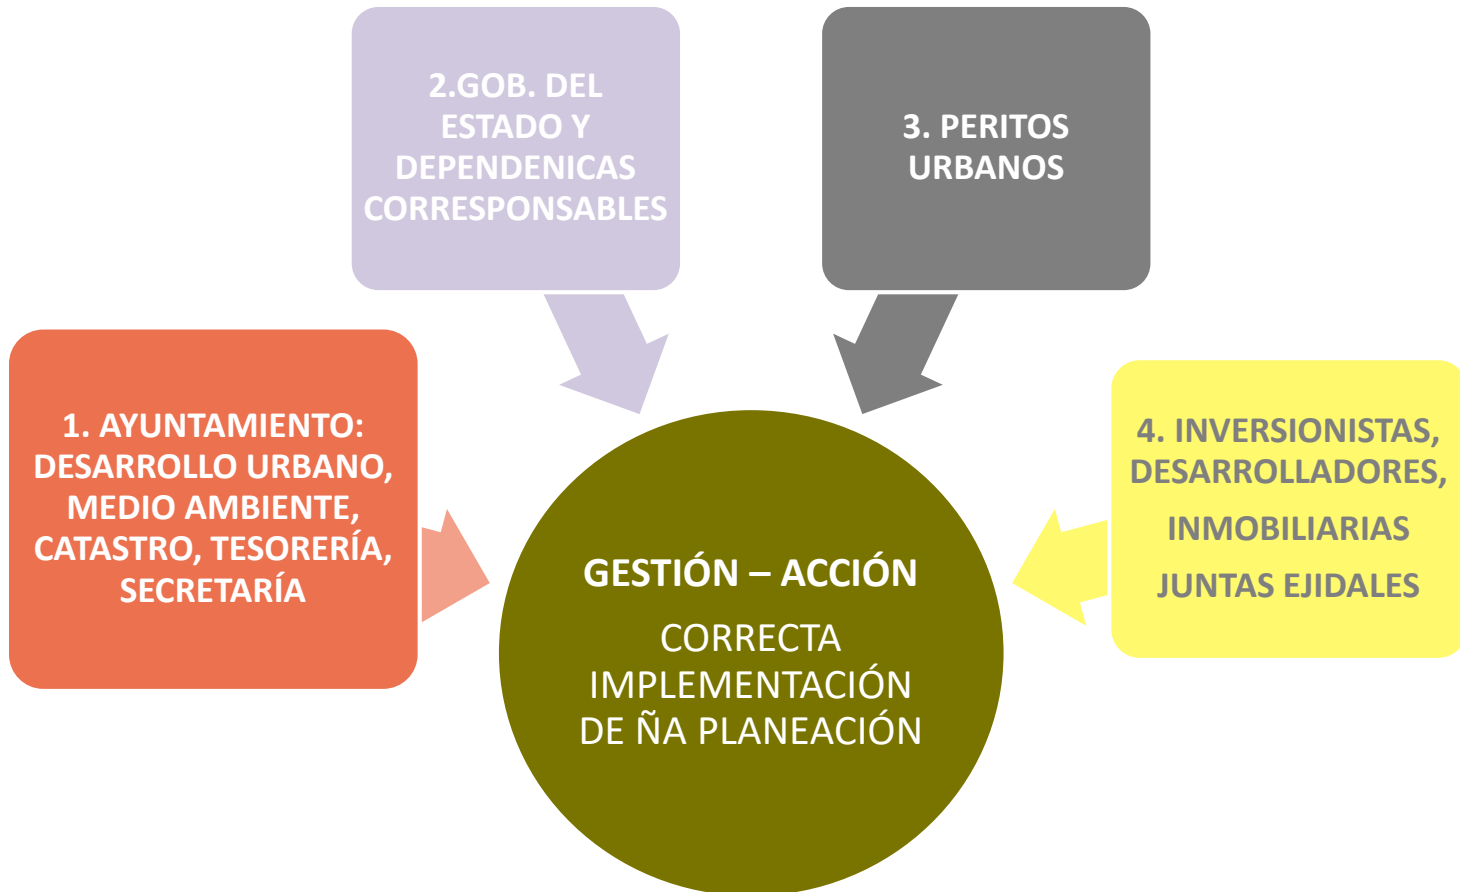 2.GOB. DEL
ESTADO Y
DEPENDENICAS
CORRESPONSABLES
3. PERITOS
URBANOS
1. AYUNTAMIENTO:
DESARROLLO URBANO,
MEDIO AMBIENTE,
CATASTRO, TESORERÍA,
SECRETARÍA
4. INVERSIONISTAS,
DESARROLLADORES,
INMOBILIARIAS
JUNTAS EJIDALES
GESTIÓN – ACCIÓN
CORRECTA
IMPLEMENTACIÓN
DE ÑA PLANEACIÓN